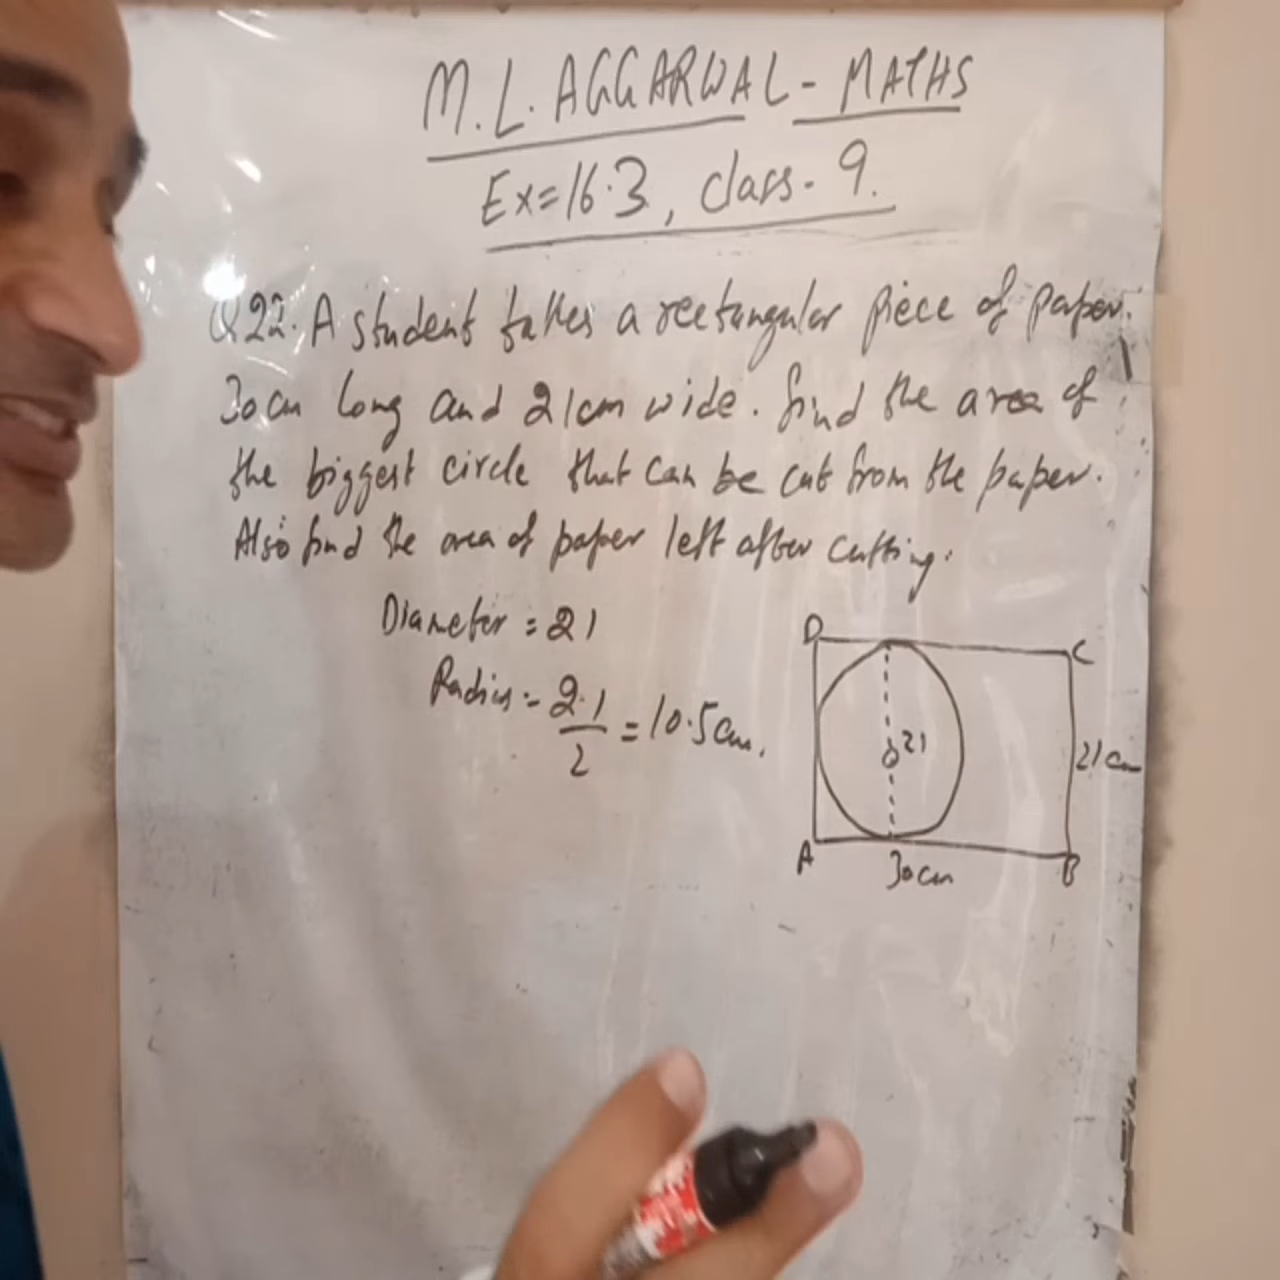 M.L. AGGARWAL - MATHS
Ex=16.3, class-9.
Q22. A student takes a rectangular piece of paper.
30cm long and 21cm wide. find the area of
the biggest circle that can be cut from the paper.
Also find the area of paper left after cutting.
Diameter = 21
Radius = 2.1/2 = 10.5cm.
D
C
21
21cm
A
30cm
B